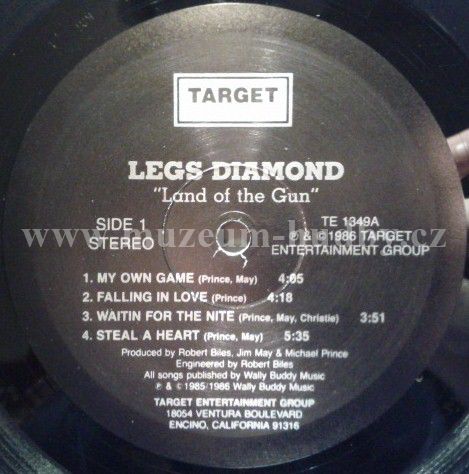 TARGET
LEGS DIAMOND
"Land of the Gun"
SIDE 1
STEREO
TE 1349A
℗ & © 1986 TARGET
ENTERTAINMENT GROUP
1. MY OWN GAME (Prince, May) 4:05
2. FALLING IN LOVE (Prince) 4:18
3. WAITIN FOR THE NITE (Prince, May, Christie) 3:51
4. STEAL A HEART (Prince, May) 5:35
Produced by Robert Biles, Jim May & Michael Prince
Engineered by Robert Biles
All songs published by Wally Buddy Music
℗ & © 1985/1986 Wally Buddy Music
TARGET ENTERTAINMENT GROUP
18054 VENTURA BOULEVARD
ENCINO, CALIFORNIA 91316